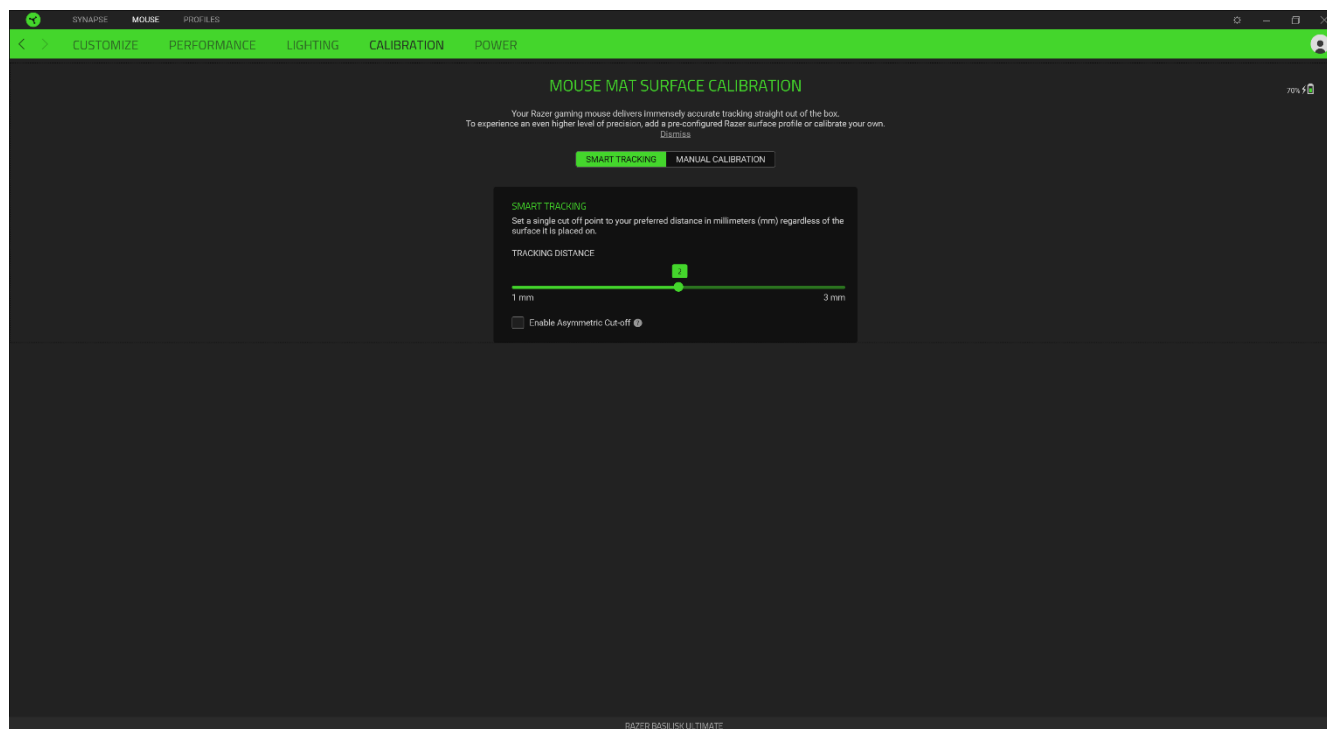 SYNAPSE MOUSE PROFILES
CUSTOMIZE PERFORMANCE LIGHTING CALIBRATION POWER
MOUSE MAT SURFACE CALIBRATION
70%
Your Razer gaming mouse delivers immensely accurate tracking straight out of the box.
To experience an even higher level of precision, add a pre-configured Razer surface profile or calibrate your own.
Dismiss
SMART TRACKING MANUAL CALIBRATION
SMART TRACKING
Set a single cut off point to your preferred distance in millimeters (mm) regardless of the
surface it is placed on.
TRACKING DISTANCE
2
1 mm 3 mm
Enable Asymmetric Cut-off ?
RAZER BASILISK ULTIMATE